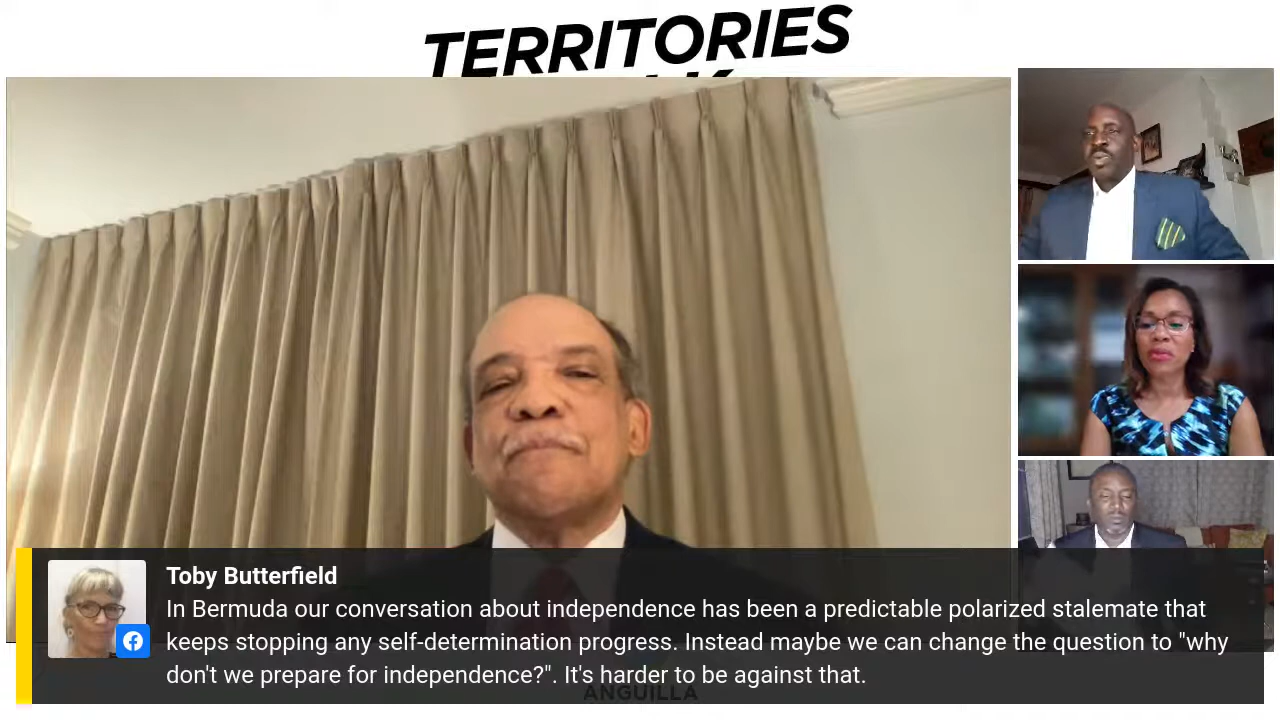 TERRITORIES
Toby Butterfield
In Bermuda our conversation about independence has been a predictable polarized stalemate that
keeps stopping any self-determination progress. Instead maybe we can change the question to "why
don't we prepare for independence?". It's harder to be against that.
ANGUILLA